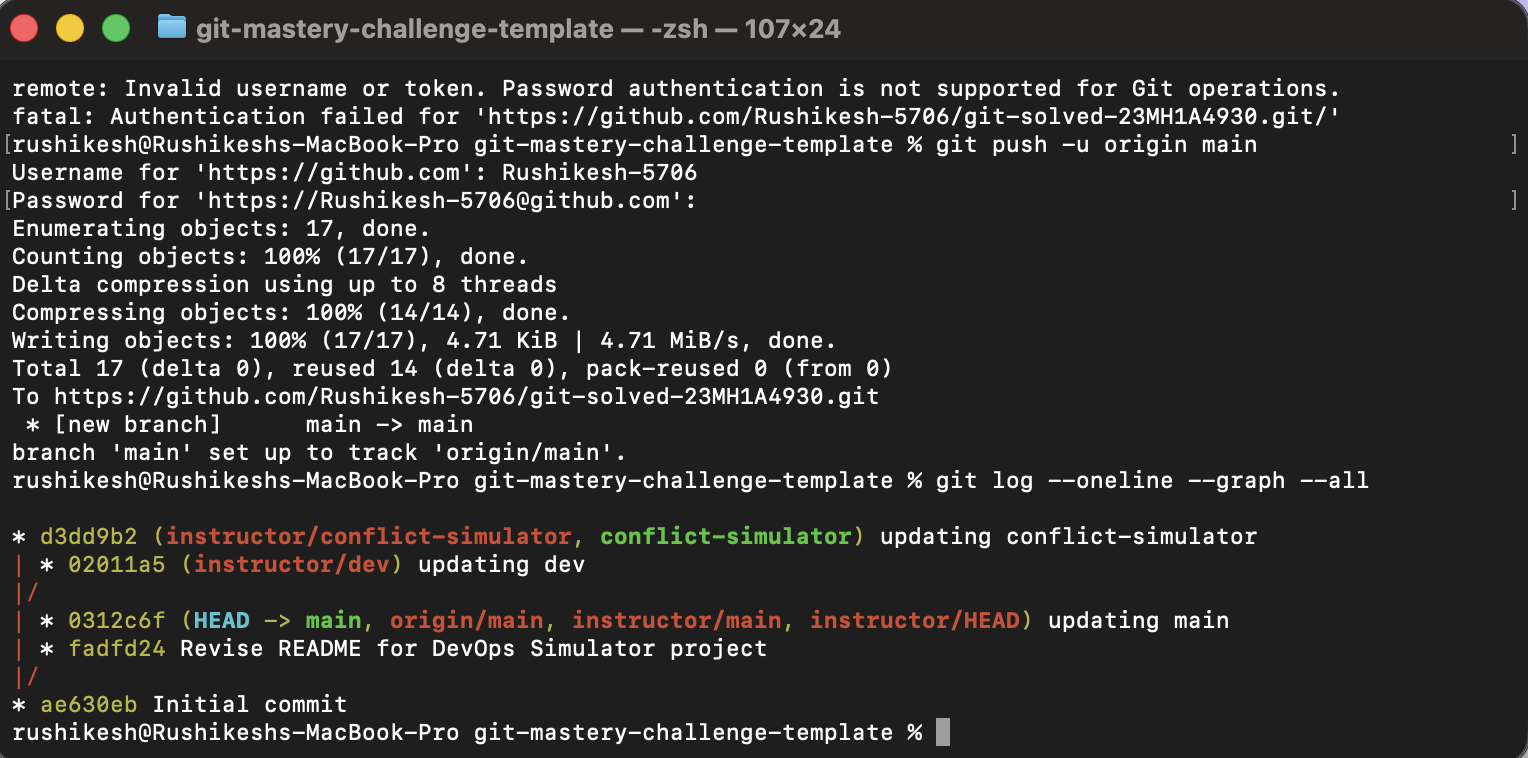 git-mastery-challenge-template — -zsh — 107×24
remote: Invalid username or token. Password authentication is not supported for Git operations.
fatal: Authentication failed for 'https://github.com/Rushikesh-5706/git-solved-23MH1A4930.git/'
[rushikesh@Rushikeshs-MacBook-Pro git-mastery-challenge-template % git push -u origin main ]
Username for 'https://github.com': Rushikesh-5706
[Password for 'https://Rushikesh-5706@github.com': ]
Enumerating objects: 17, done.
Counting objects: 100% (17/17), done.
Delta compression using up to 8 threads
Compressing objects: 100% (14/14), done.
Writing objects: 100% (17/17), 4.71 KiB | 4.71 MiB/s, done.
Total 17 (delta 0), reused 14 (delta 0), pack-reused 0 (from 0)
To https://github.com/Rushikesh-5706/git-solved-23MH1A4930.git
 * [new branch]      main -> main
branch 'main' set up to track 'origin/main'.
rushikesh@Rushikeshs-MacBook-Pro git-mastery-challenge-template % git log --oneline --graph --all
* d3dd9b2 (instructor/conflict-simulator, conflict-simulator) updating conflict-simulator
| * 02011a5 (instructor/dev) updating dev
|/
| * 0312c6f (HEAD -> main, origin/main, instructor/main, instructor/HEAD) updating main
| * fadfd24 Revise README for DevOps Simulator project
|/
* ae630eb Initial commit
rushikesh@Rushikeshs-MacBook-Pro git-mastery-challenge-template %